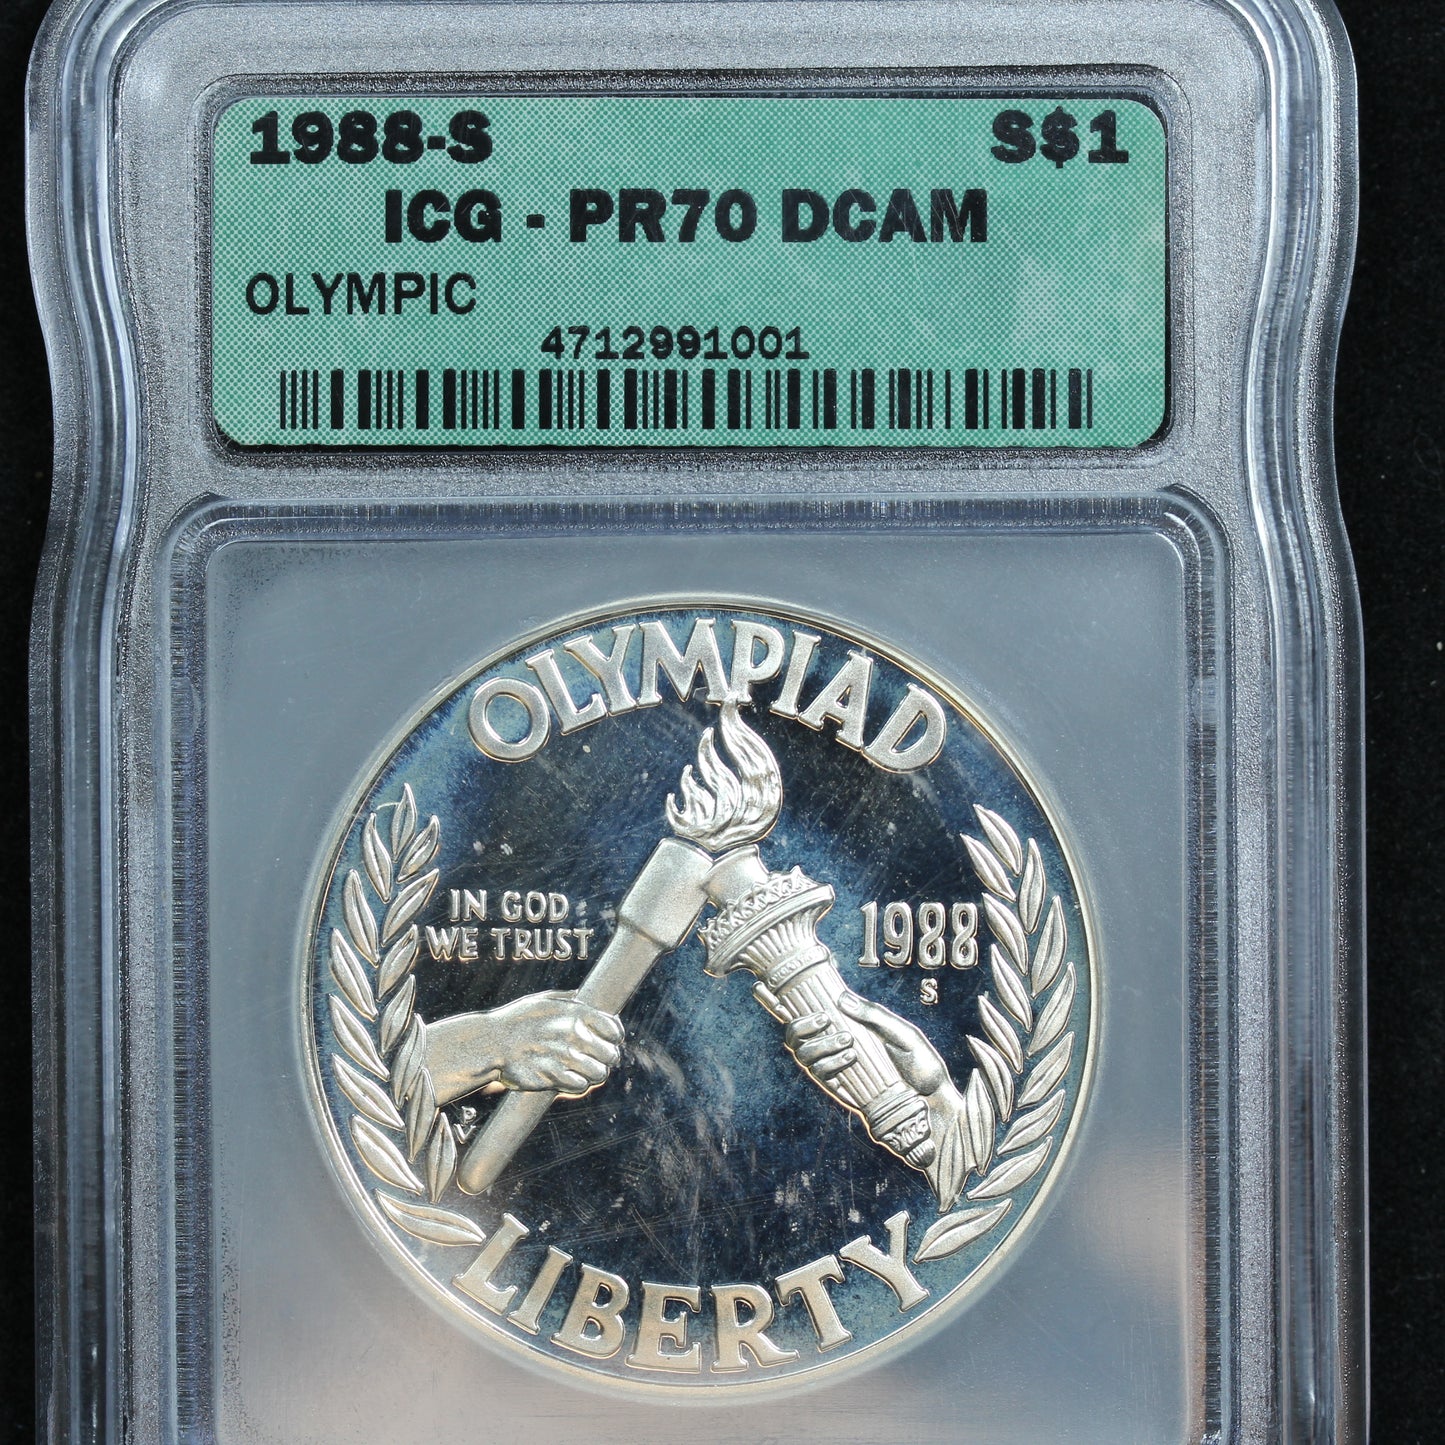 1988-S S$1
ICG - PR70 DCAM
OLYMPIC
4712991001
OLYMPIAD
IN GOD
WE TRUST
1988
S
LIBERTY